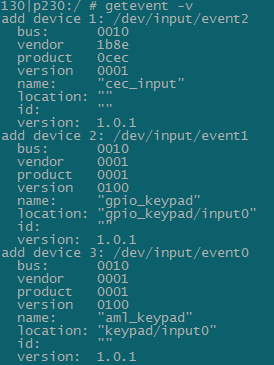 130|p230:/ # getevent -v
add device 1: /dev/input/event2
  bus:      0010
  vendor    1b8e
  product   0cec
  version   0001
  name:     "cec_input"
  location: ""
  id:       ""
  version:  1.0.1
add device 2: /dev/input/event1
  bus:      0010
  vendor    0001
  product   0001
  version   0100
  name:     "gpio_keypad"
  location: "gpio_keypad/input0"
  id:       ""
  version:  1.0.1
add device 3: /dev/input/event0
  bus:      0010
  vendor    0001
  product   0001
  version   0100
  name:     "aml_keypad"
  location: "keypad/input0"
  id:       ""
  version:  1.0.1